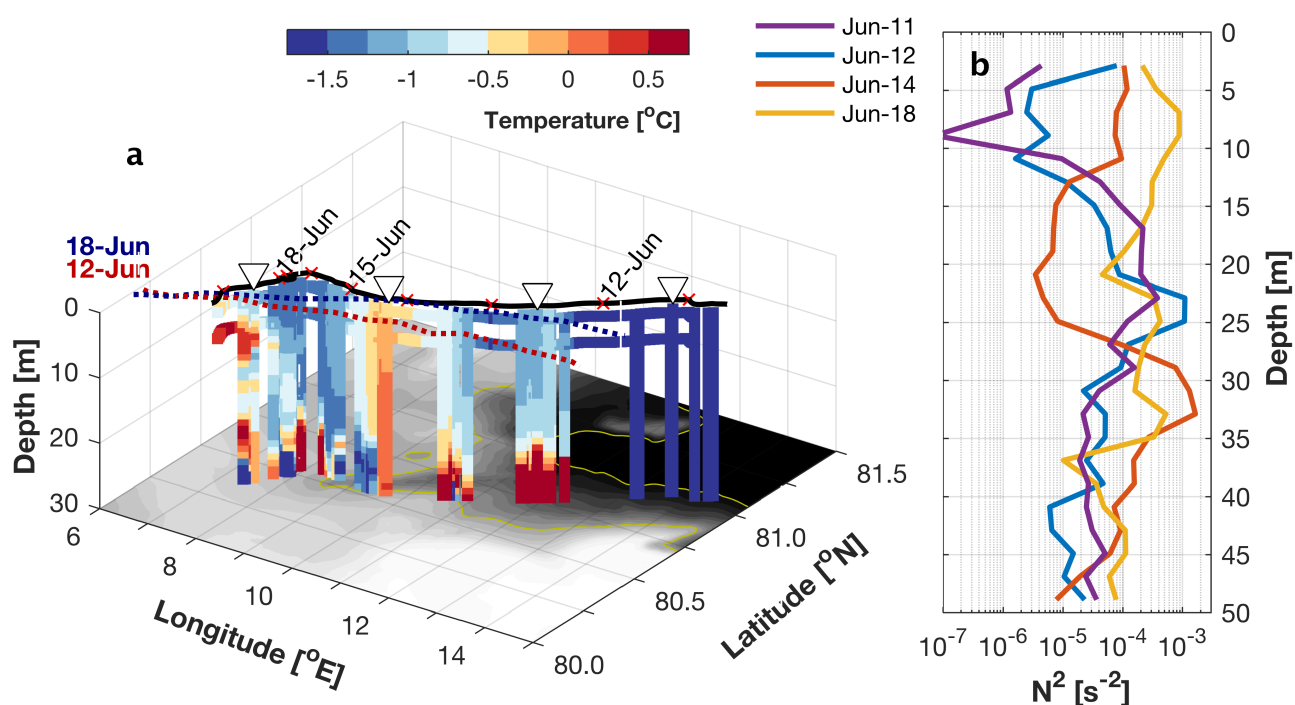 -1.5 -1 -0.5 0 0.5
Temperature [°C]
Jun-11
Jun-12
Jun-14
Jun-18
a
18-Jun
12-Jun
18-Jun
15-Jun
12-Jun
0
10
20
30
Depth [m]
6
8
10
12
14
Longitude [°E]
80.0
80.5
81.0
81.5
Latitude [°N]
b
0
5
10
15
20
25
30
35
40
45
50
Depth [m]
10⁻⁷ 10⁻⁶ 10⁻⁵ 10⁻⁴ 10⁻³
N² [s⁻²]